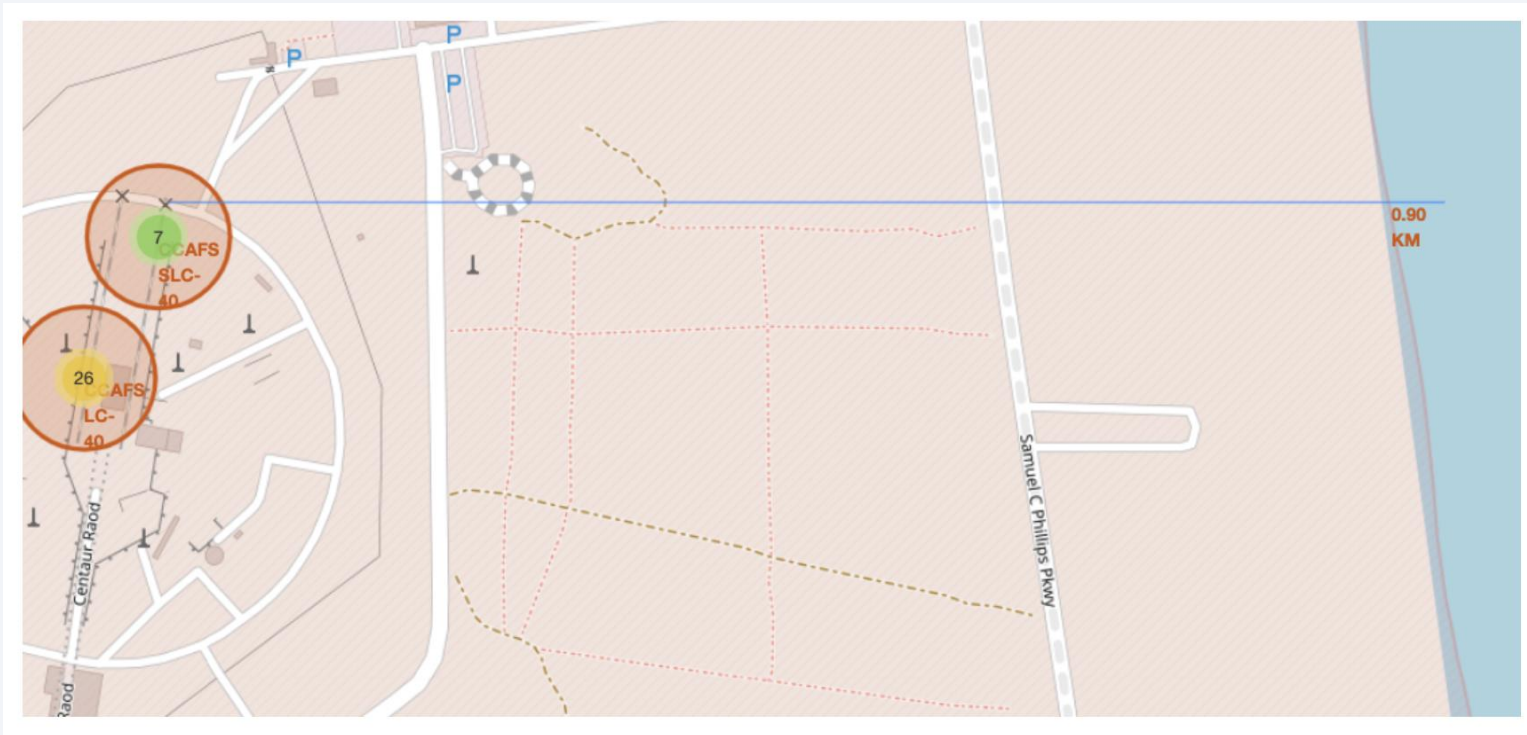 P
P
P
7
CCAFS
SLC-
40
0.90
KM
26
CCAFS
LC-
40
Samuel C Phillips Pkwy
Centaur Raod
Raod